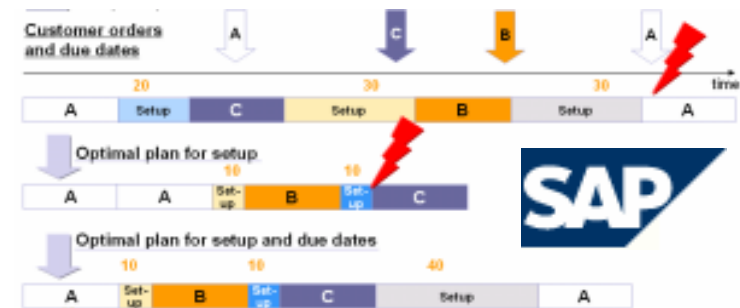 Customer orders
and due dates
A C B A
time
20 30 30
A Setup C Setup B Setup A
Optimal plan for setup
10 10
A A Set-up B Set-up C
SAP
Optimal plan for setup and due dates
10 10 40
A Set-up B Set-up C Setup A